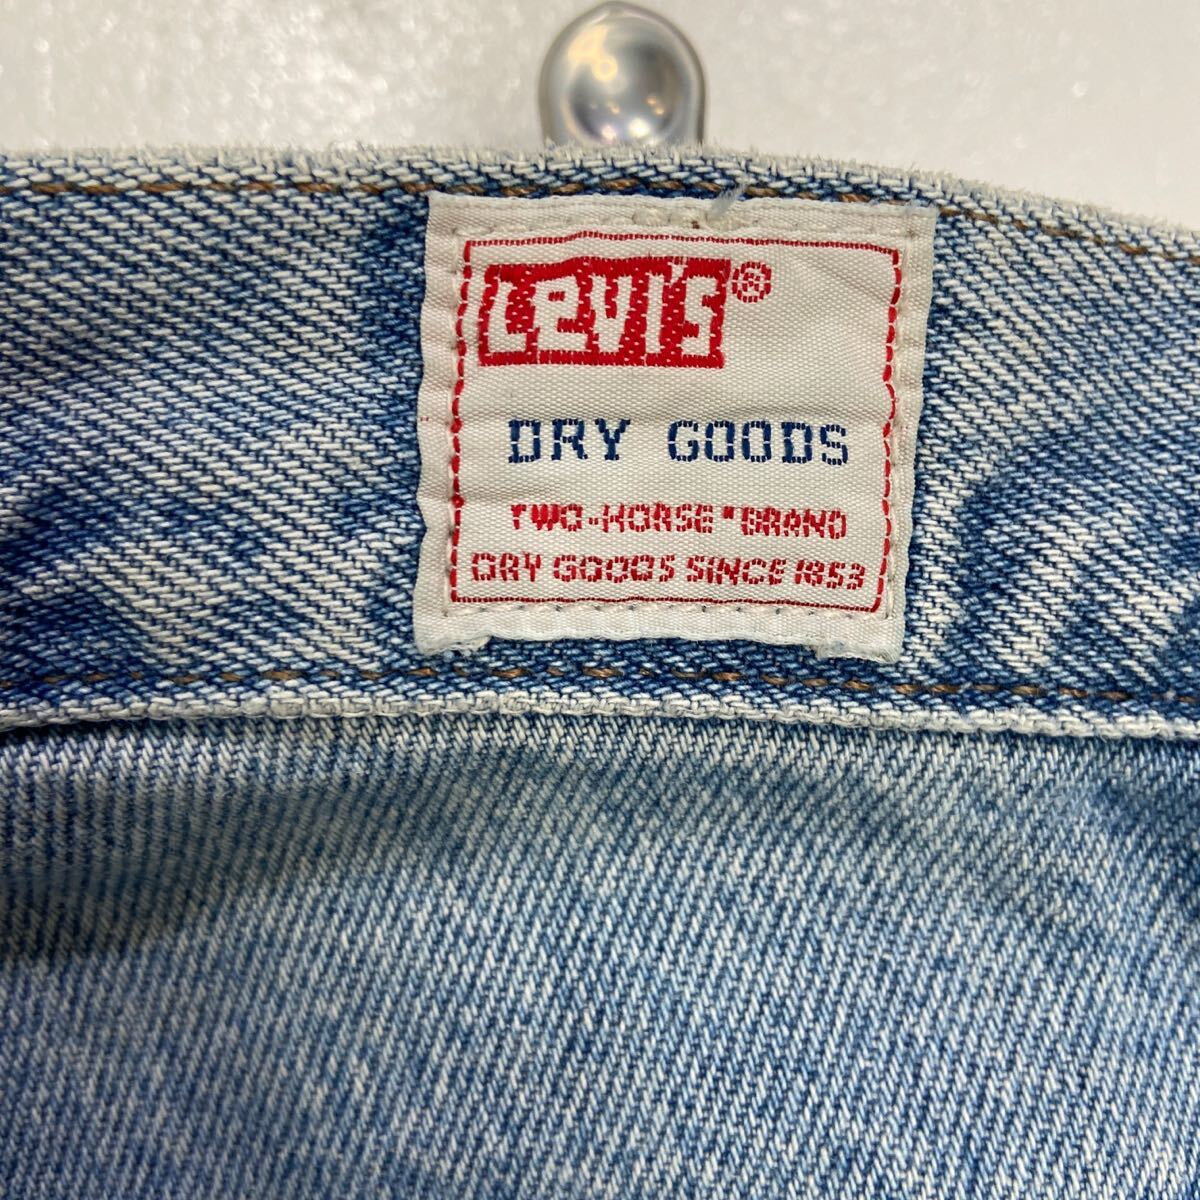 LEVI'S®
DRY GOODS
TWO-HORSE" BRAND
DRY GOODS SINCE 1853